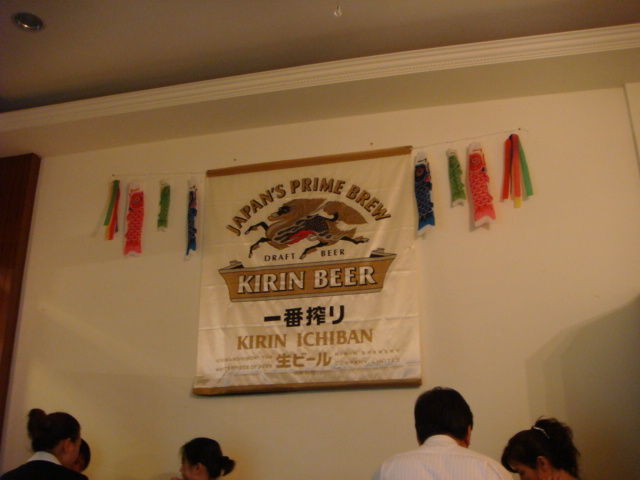 JAPAN'S PRIME BREW
DRAFT BEER
KIRIN BEER
一番搾り
KIRIN ICHIBAN
生ビール